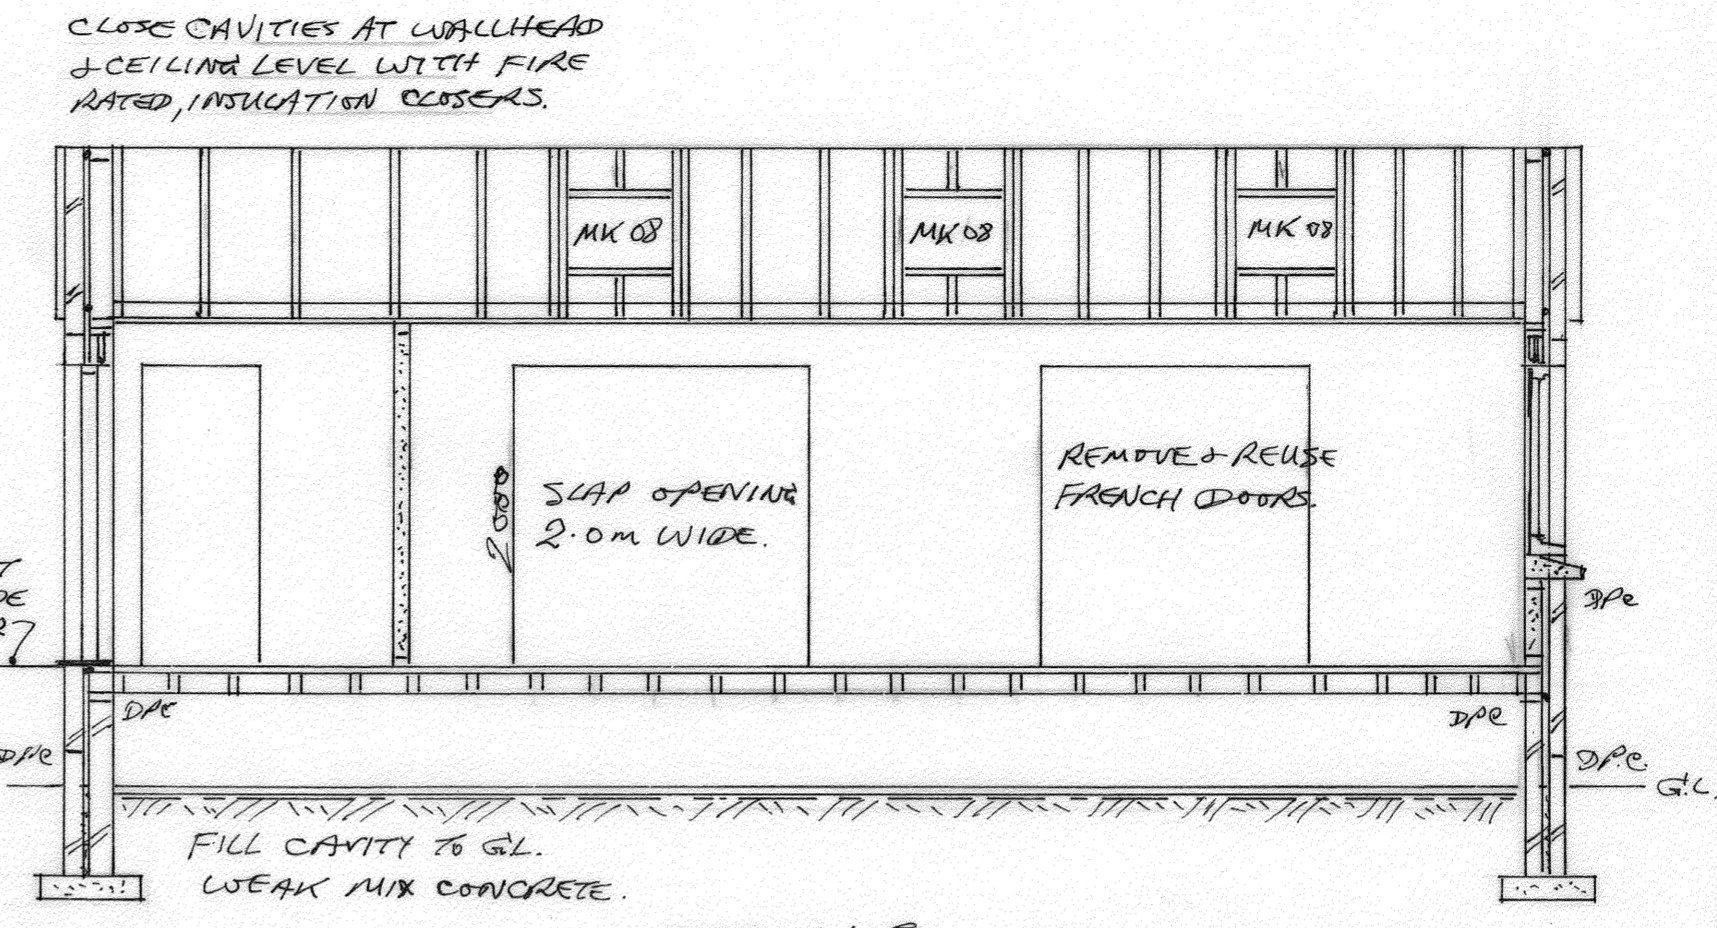 CLOSE CAVITIES AT WALLHEAD
& CEILING LEVEL WITH FIRE
RATED, INSULATION CLOSERS.
MK 08
MK 08
MK 08
2000
SLAP OPENING
2.0m WIDE.
REMOVE & REUSE
FRENCH DOORS.
DPC
DPC
DPC
DPC
D.P.C.
G.L.
FILL CAVITY TO G.L.
WEAK MIX CONCRETE.